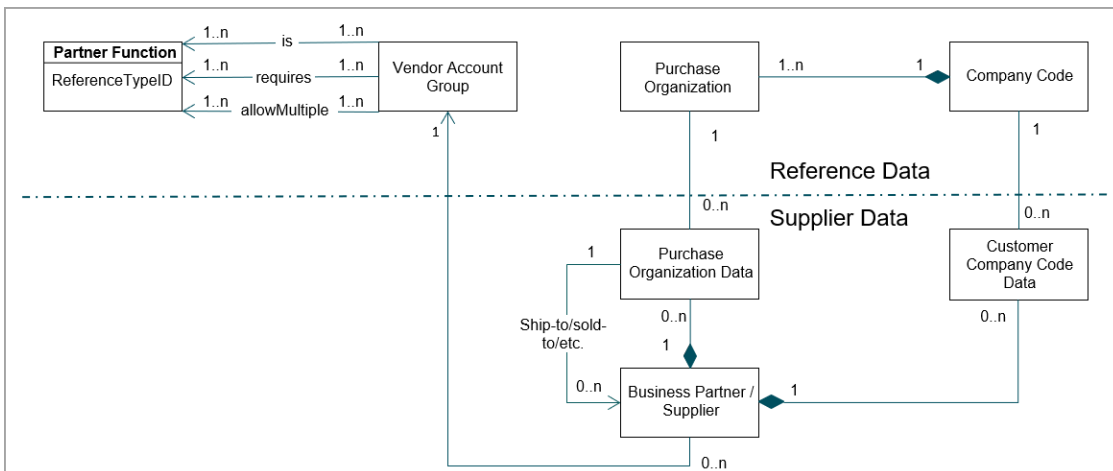 1..n
is
1..n
Partner Function
ReferenceTypeID
1..n
requires
1..n
1..n
allowMultiple
1..n
Vendor Account
Group
1
Purchase
Organization
1..n
1
Company Code
1
1
Reference Data
0..n
Supplier Data
0..n
1
Purchase
Organization Data
Customer
Company Code
Data
Ship-to/sold-
to/etc.
0..n
1
0..n
0..n
Business Partner /
Supplier
1
0..n